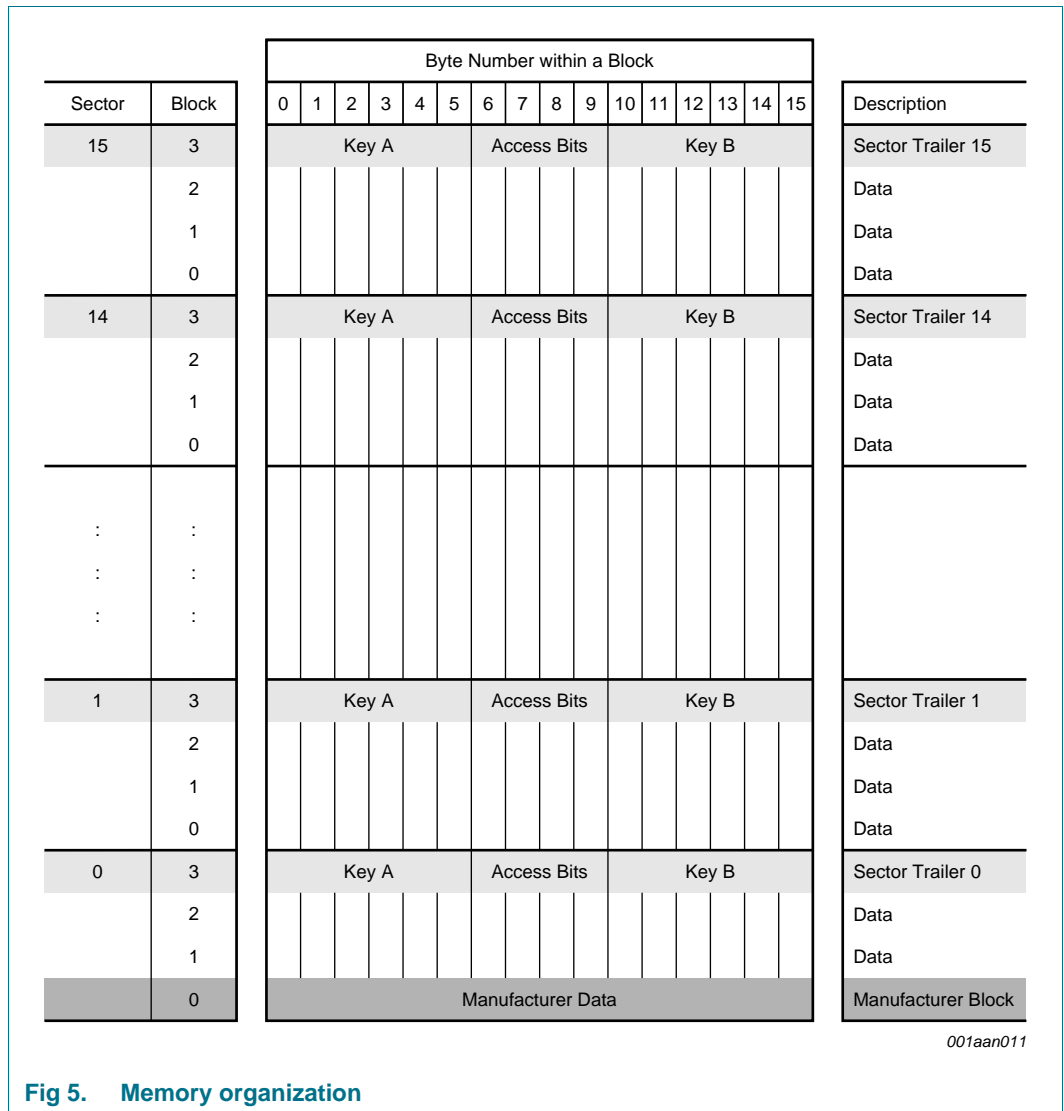 Byte Number within a Block
Sector Block 0 1 2 3 4 5 6 7 8 9 10 11 12 13 14 15 Description
15 3 Key A Access Bits Key B Sector Trailer 15
2 Data
1 Data
0 Data
14 3 Key A Access Bits Key B Sector Trailer 14
2 Data
1 Data
0 Data
: :
: :
: :
1 3 Key A Access Bits Key B Sector Trailer 1
2 Data
1 Data
0 Data
0 3 Key A Access Bits Key B Sector Trailer 0
2 Data
1 Data
0 Manufacturer Data Manufacturer Block
001aan011
Fig 5. Memory organization